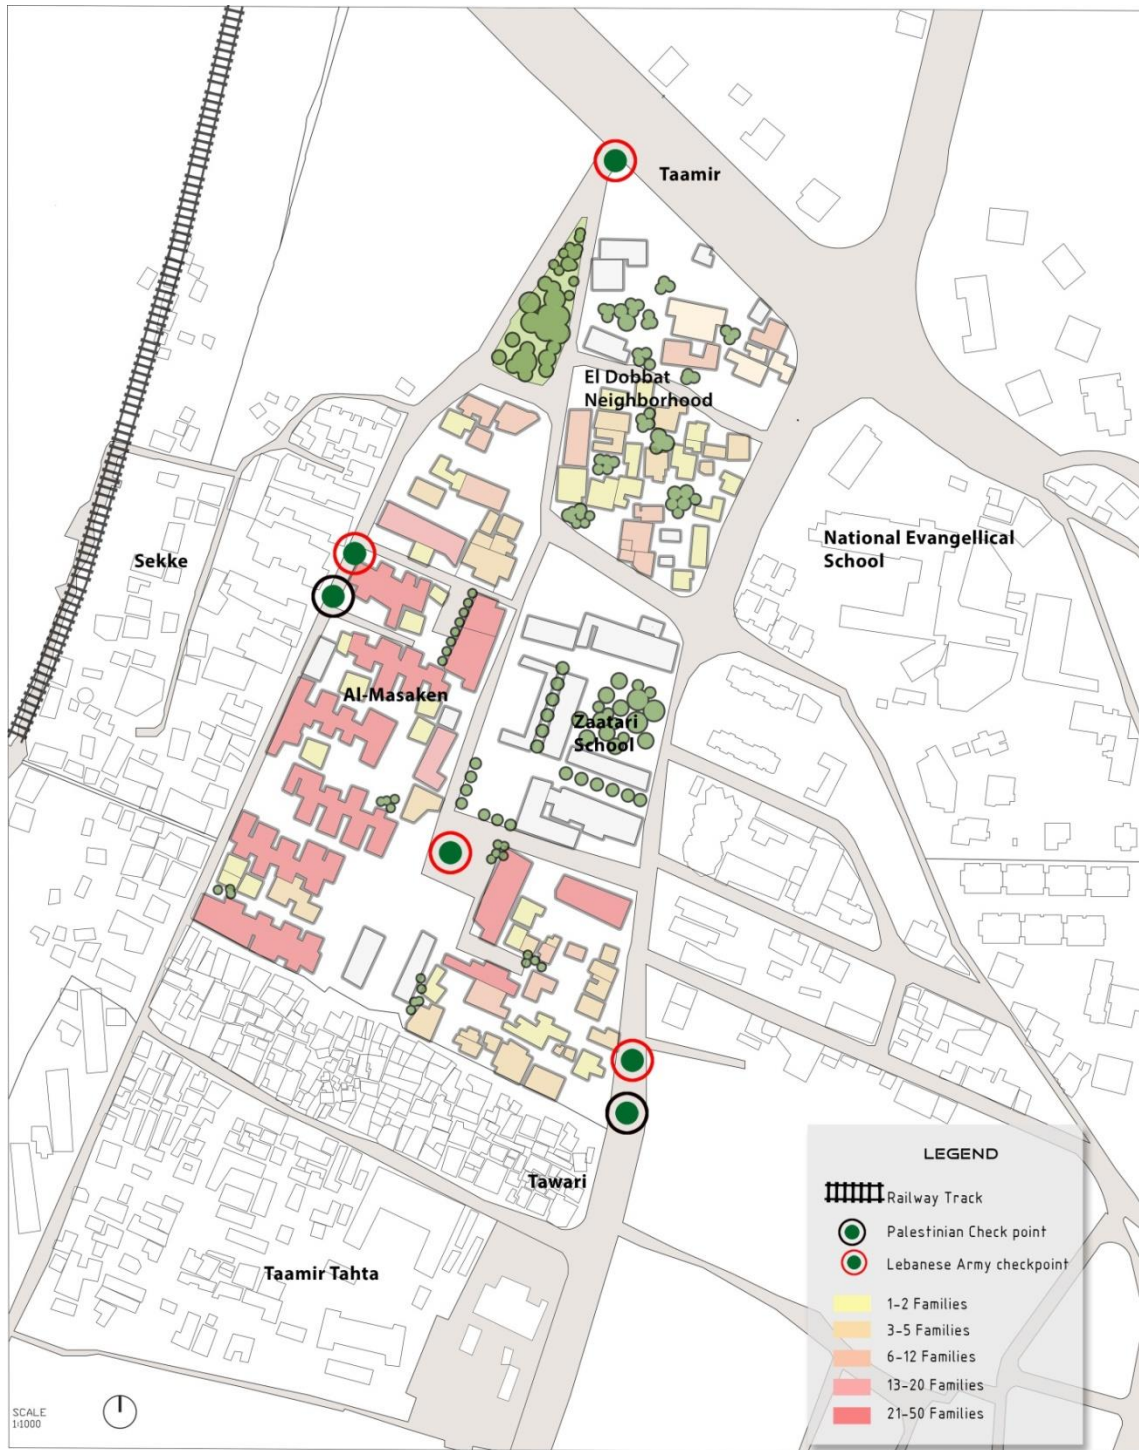 Taamir
El Dobbat
Neighborhood
National Evangellical
School
Sekke
Al-Masaken
Zaatari
School
Tawari
Taamir Tahta
LEGEND
Railway Track
Palestinian Check point
Lebanese Army checkpoint
1-2 Families
3-5 Families
6-12 Families
13-20 Families
21-50 Families
SCALE
1:1000